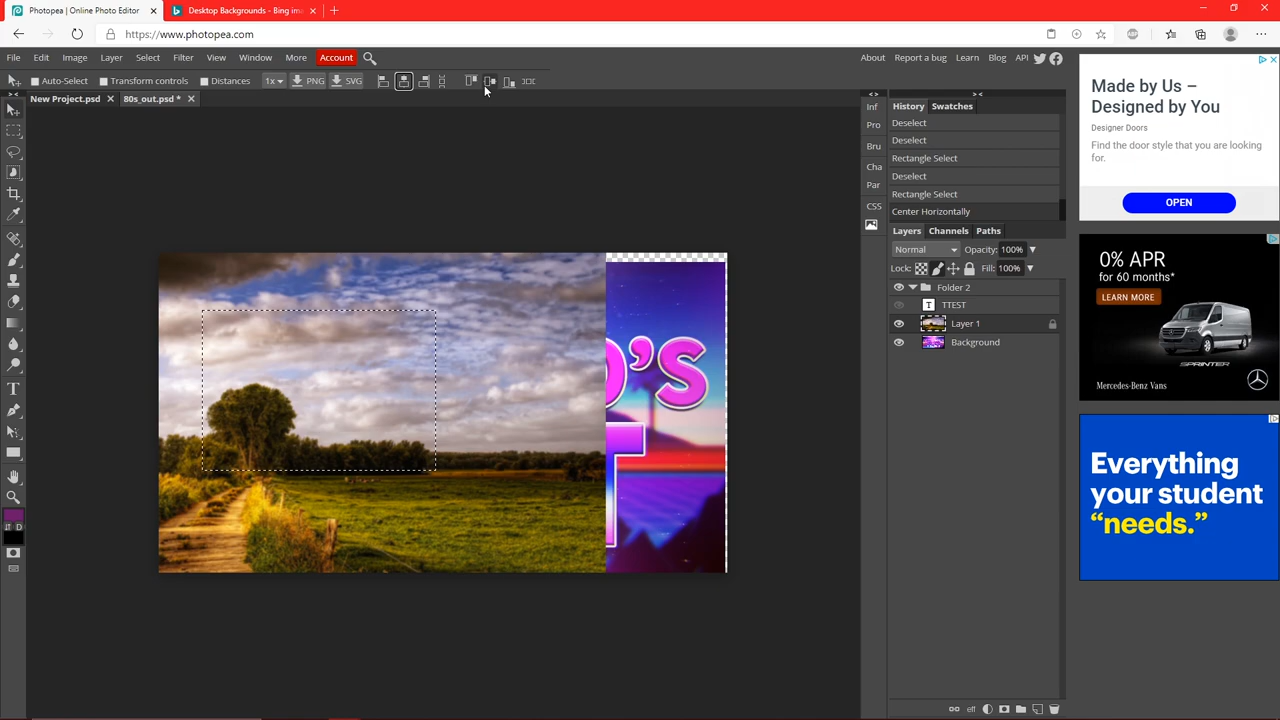 Photopea | Online Photo Editor
Desktop Backgrounds - Bing ima
https://www.photopea.com
File Edit Image Layer Select Filter View Window More Account
About Report a bug Learn Blog API
Auto-Select Transform controls Distances 1x PNG SVG
New Project.psd
80s_out.psd *
Inf
Pro
Bru
Cha
Par
CSS
History Swatches
Deselect
Deselect
Rectangle Select
Deselect
Rectangle Select
Center Horizontally
Layers Channels Paths
Normal Opacity: 100%
Lock: Fill: 100%
Folder 2
T TTEST
Layer 1
Background
O'S
T
eff
D
Made by Us –
Designed by You
Designer Doors
Find the door style that you are looking
for.
OPEN
0% APR
for 60 months*
LEARN MORE
SPRINTER
Mercedes-Benz Vans
Everything
your student
“needs.”